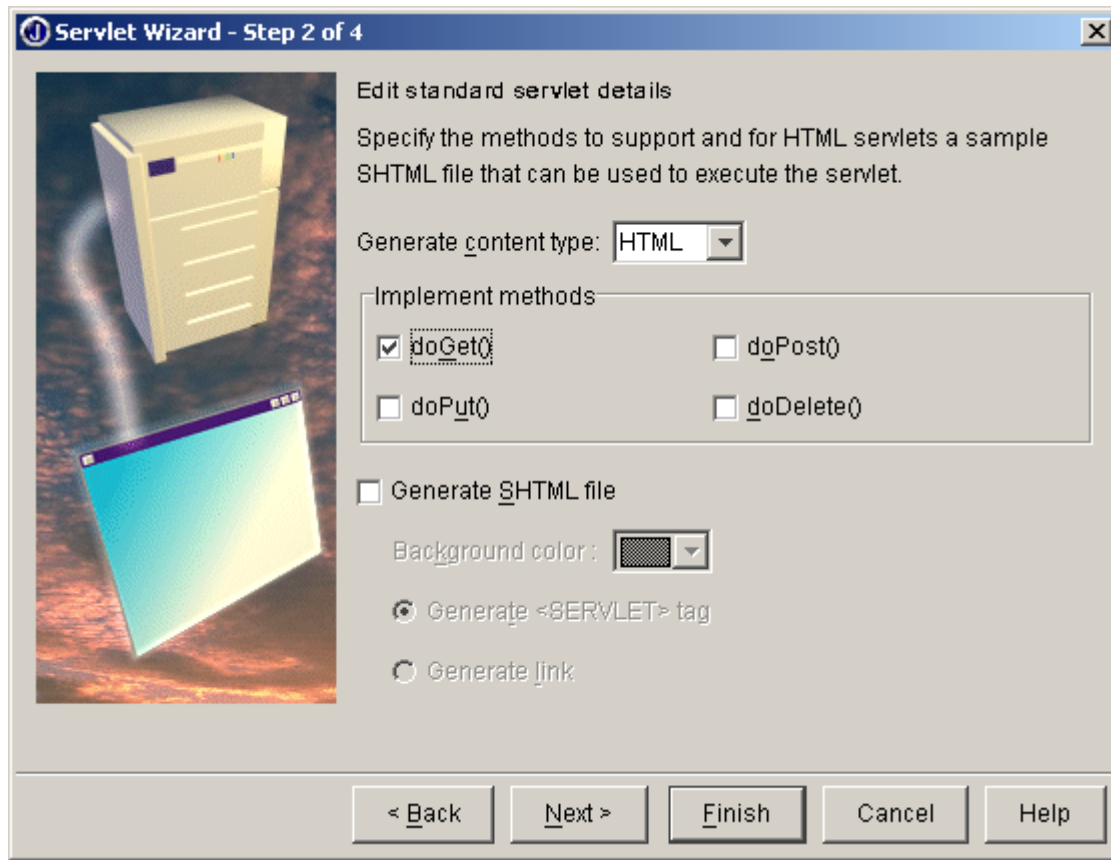 Servlet Wizard - Step 2 of 4
Edit standard servlet details
Specify the methods to support and for HTML servlets a sample
SHTML file that can be used to execute the servlet.
Generate content type: HTML
Implement methods
doGet() doPost()
doPut() doDelete()
Generate SHTML file
Background color :
Generate <SERVLET> tag
Generate link
< Back Next > Finish Cancel Help